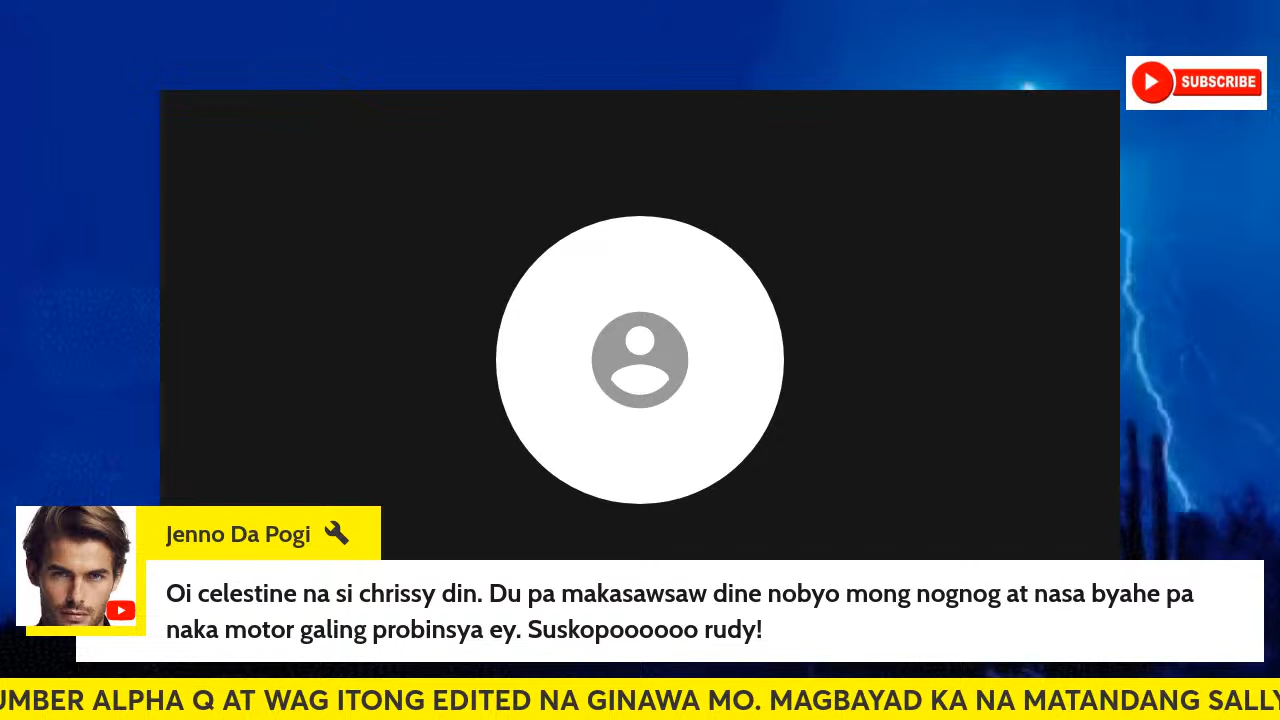 SUBSCRIBE
Jenno Da Pogi
Oi celestine na si chrissy din. Du pa makasawsaw dine nobyo mong nognog at nasa byahe pa
naka motor galing probinsya ey. Suskopoooooo rudy!
UMBER ALPHA Q AT WAG ITONG EDITED NA GINAWA MO. MAGBAYAD KA NA MATANDANG SALLY